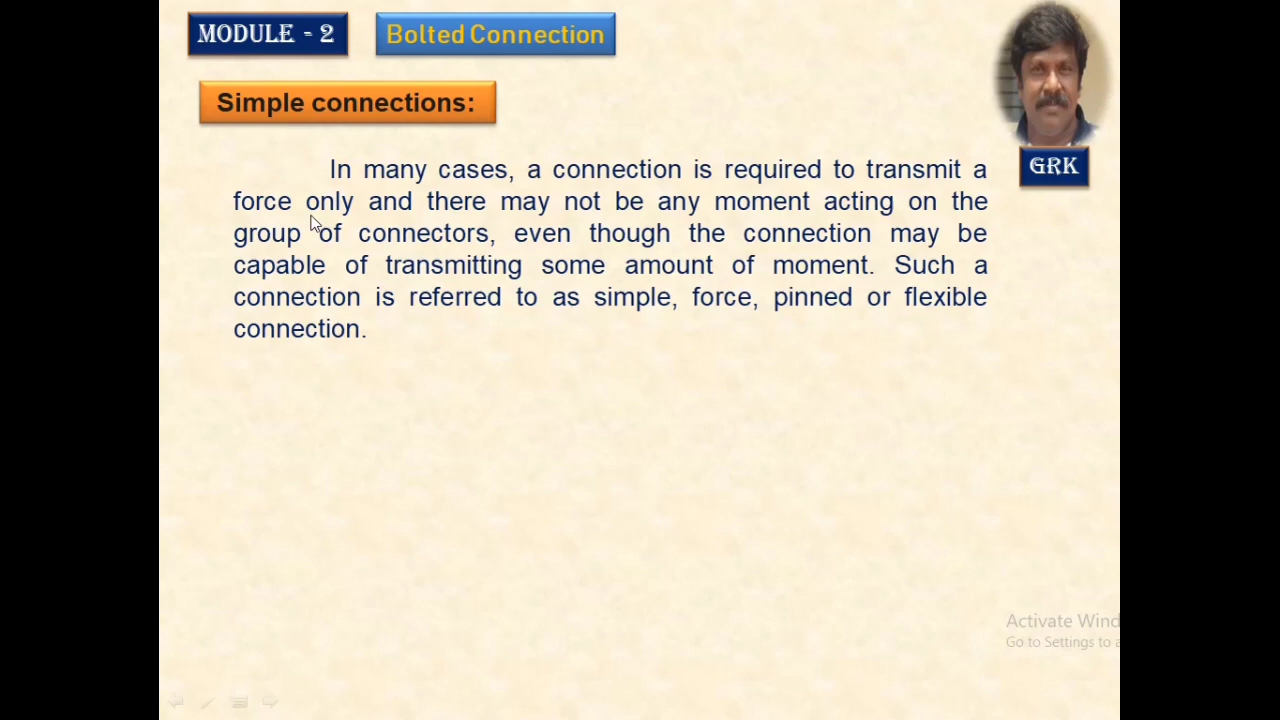 MODULE - 2
Bolted Connection
Simple connections:
GRK
In many cases, a connection is required to transmit a
force only and there may not be any moment acting on the
group of connectors, even though the connection may be
capable of transmitting some amount of moment. Such a
connection is referred to as simple, force, pinned or flexible
connection.
Activate Wind
Go to Settings to a